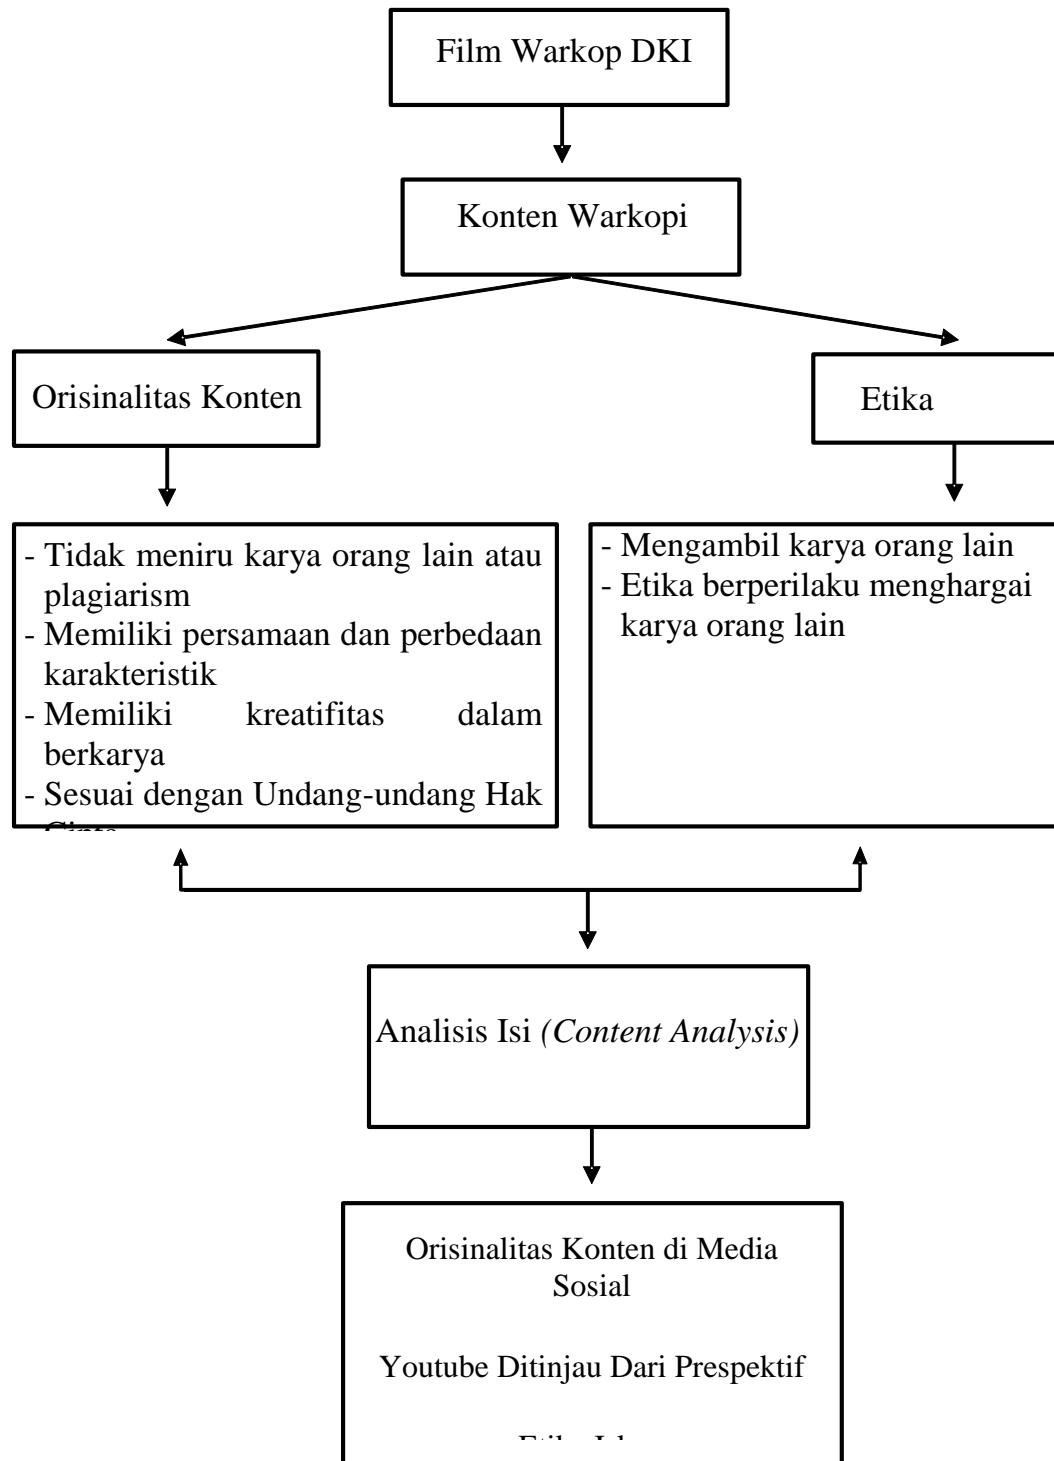 Film Warkop DKI
Konten Warkopi
Orisinalitas Konten
Etika
- Tidak meniru karya orang lain atau
plagiarism
- Memiliki persamaan dan perbedaan
karakteristik
- Memiliki kreatifitas dalam
berkarya
- Sesuai dengan Undang-undang Hak
- Mengambil karya orang lain
- Etika berperilaku menghargai
karya orang lain
Analisis Isi (Content Analysis)
Orisinalitas Konten di Media
Sosial
Youtube Ditinjau Dari Prespektif